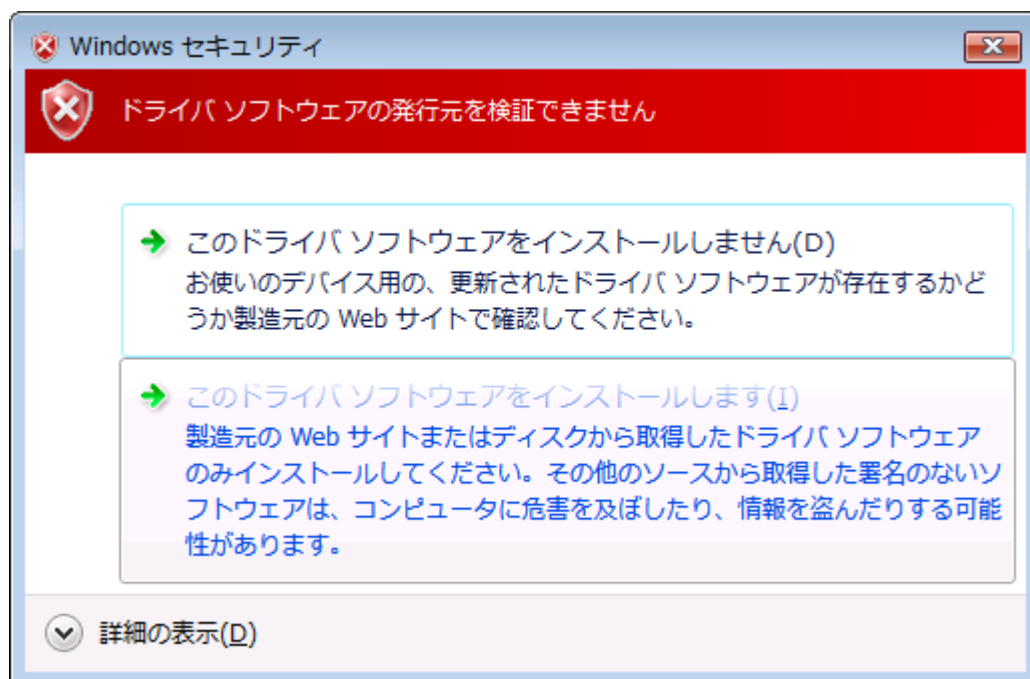 Windows セキュリティ
ドライバ ソフトウェアの発行元を検証できません
このドライバ ソフトウェアをインストールしません(D)
お使いのデバイス用の、更新されたドライバ ソフトウェアが存在するかど
うか製造元の Web サイトで確認してください。
このドライバ ソフトウェアをインストールします(I)
製造元の Web サイトまたはディスクから取得したドライバ ソフトウェア
のみインストールしてください。その他のソースから取得した署名のないソ
フトウェアは、コンピュータに危害を及ぼしたり、情報を盗んだりする可能
性があります。
詳細の表示(D)